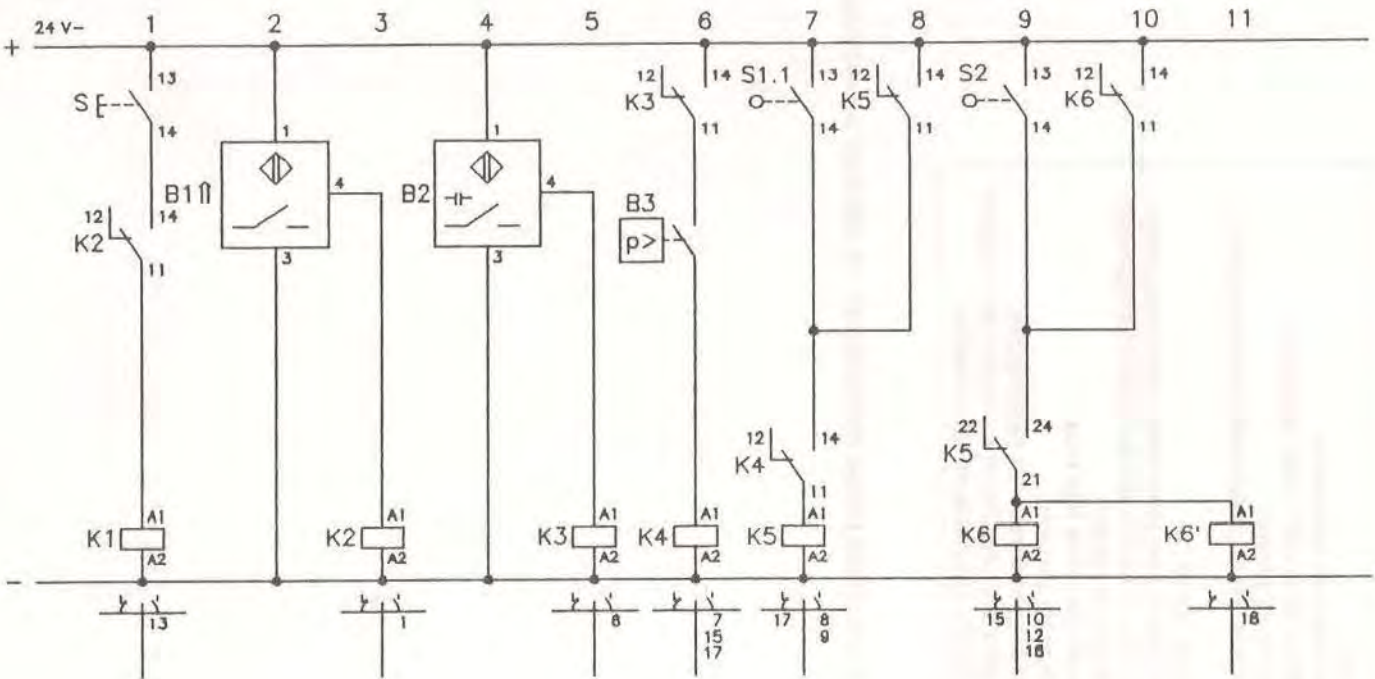 1 2 3 4 5 6 7 8 9 10 11
24 V-
+
13 12 14 S1.1 13 12 14 S2 13 12 14
S K3 K5 K6
14 11 14 11 14 11
1 1
B1⇑ 4 B2 4
12 14 B3
K2 p>
11 3 3
12 14 22 24
K4 K5
11 21
A1 A1 A1 A1 A1 A1 A1
K1 K2 K3 K4 K5 K6 K6'
A2 A2 A2 A2 A2 A2 A2
-
13 1 6 7 17 8 15 10 18
15 9 12
17 16